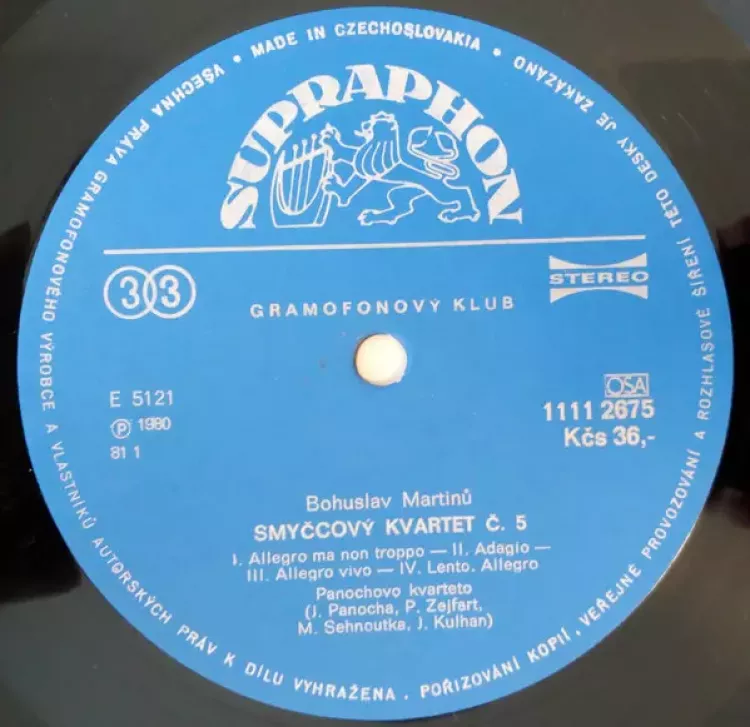 VŠECHNA PRÁVA GRAMOFONOVÉHO VÝROBCE A VLASTNÍKŮ AUTORSKÝCH PRÁV K DÍLU VYHRAŽENA . POŘIZOVÁNÍ KOPIÍ, VEŘEJNÉ PROVOZOVÁNÍ A ROZHLASOVÉ ŠÍŘENÍ TÉTO DESKY JE ZAKÁZÁNO • MADE IN CZECHOSLOVAKIA •
SUPRAPHON
33
STEREO
GRAMOFONOVÝ KLUB
E 5121
OSA
1111 2675
℗ 1980
Kčs 36,-
81 1
Bohuslav Martinů
SMYČCOVÝ KVARTET Č. 5
I. Allegro ma non troppo — II. Adagio —
III. Allegro vivo — IV. Lento. Allegro
Panochovo kvarteto
(J. Panocha, P. Zejfart,
M. Sehnoutka, J. Kulhan)